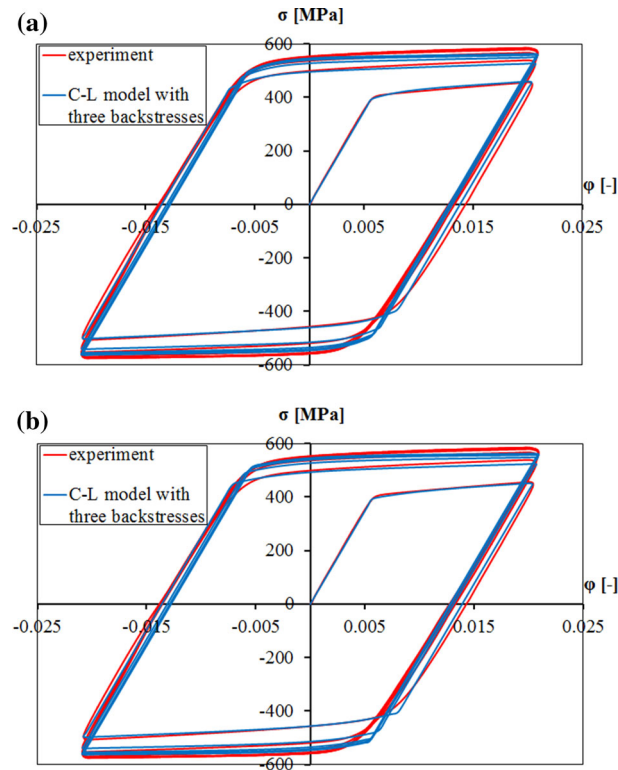 (a)
σ [MPa]
600
experiment
C-L model with
three backstresses
400
200
φ [-]
0
-0.025
-0.015
-0.005
0.005
0.015
0.025
-200
-400
-600
(b)
σ [MPa]
600
experiment
C-L model with
three backstresses
400
200
φ [-]
0
-0.025
-0.015
-0.005
0.005
0.015
0.025
-200
-400
-600